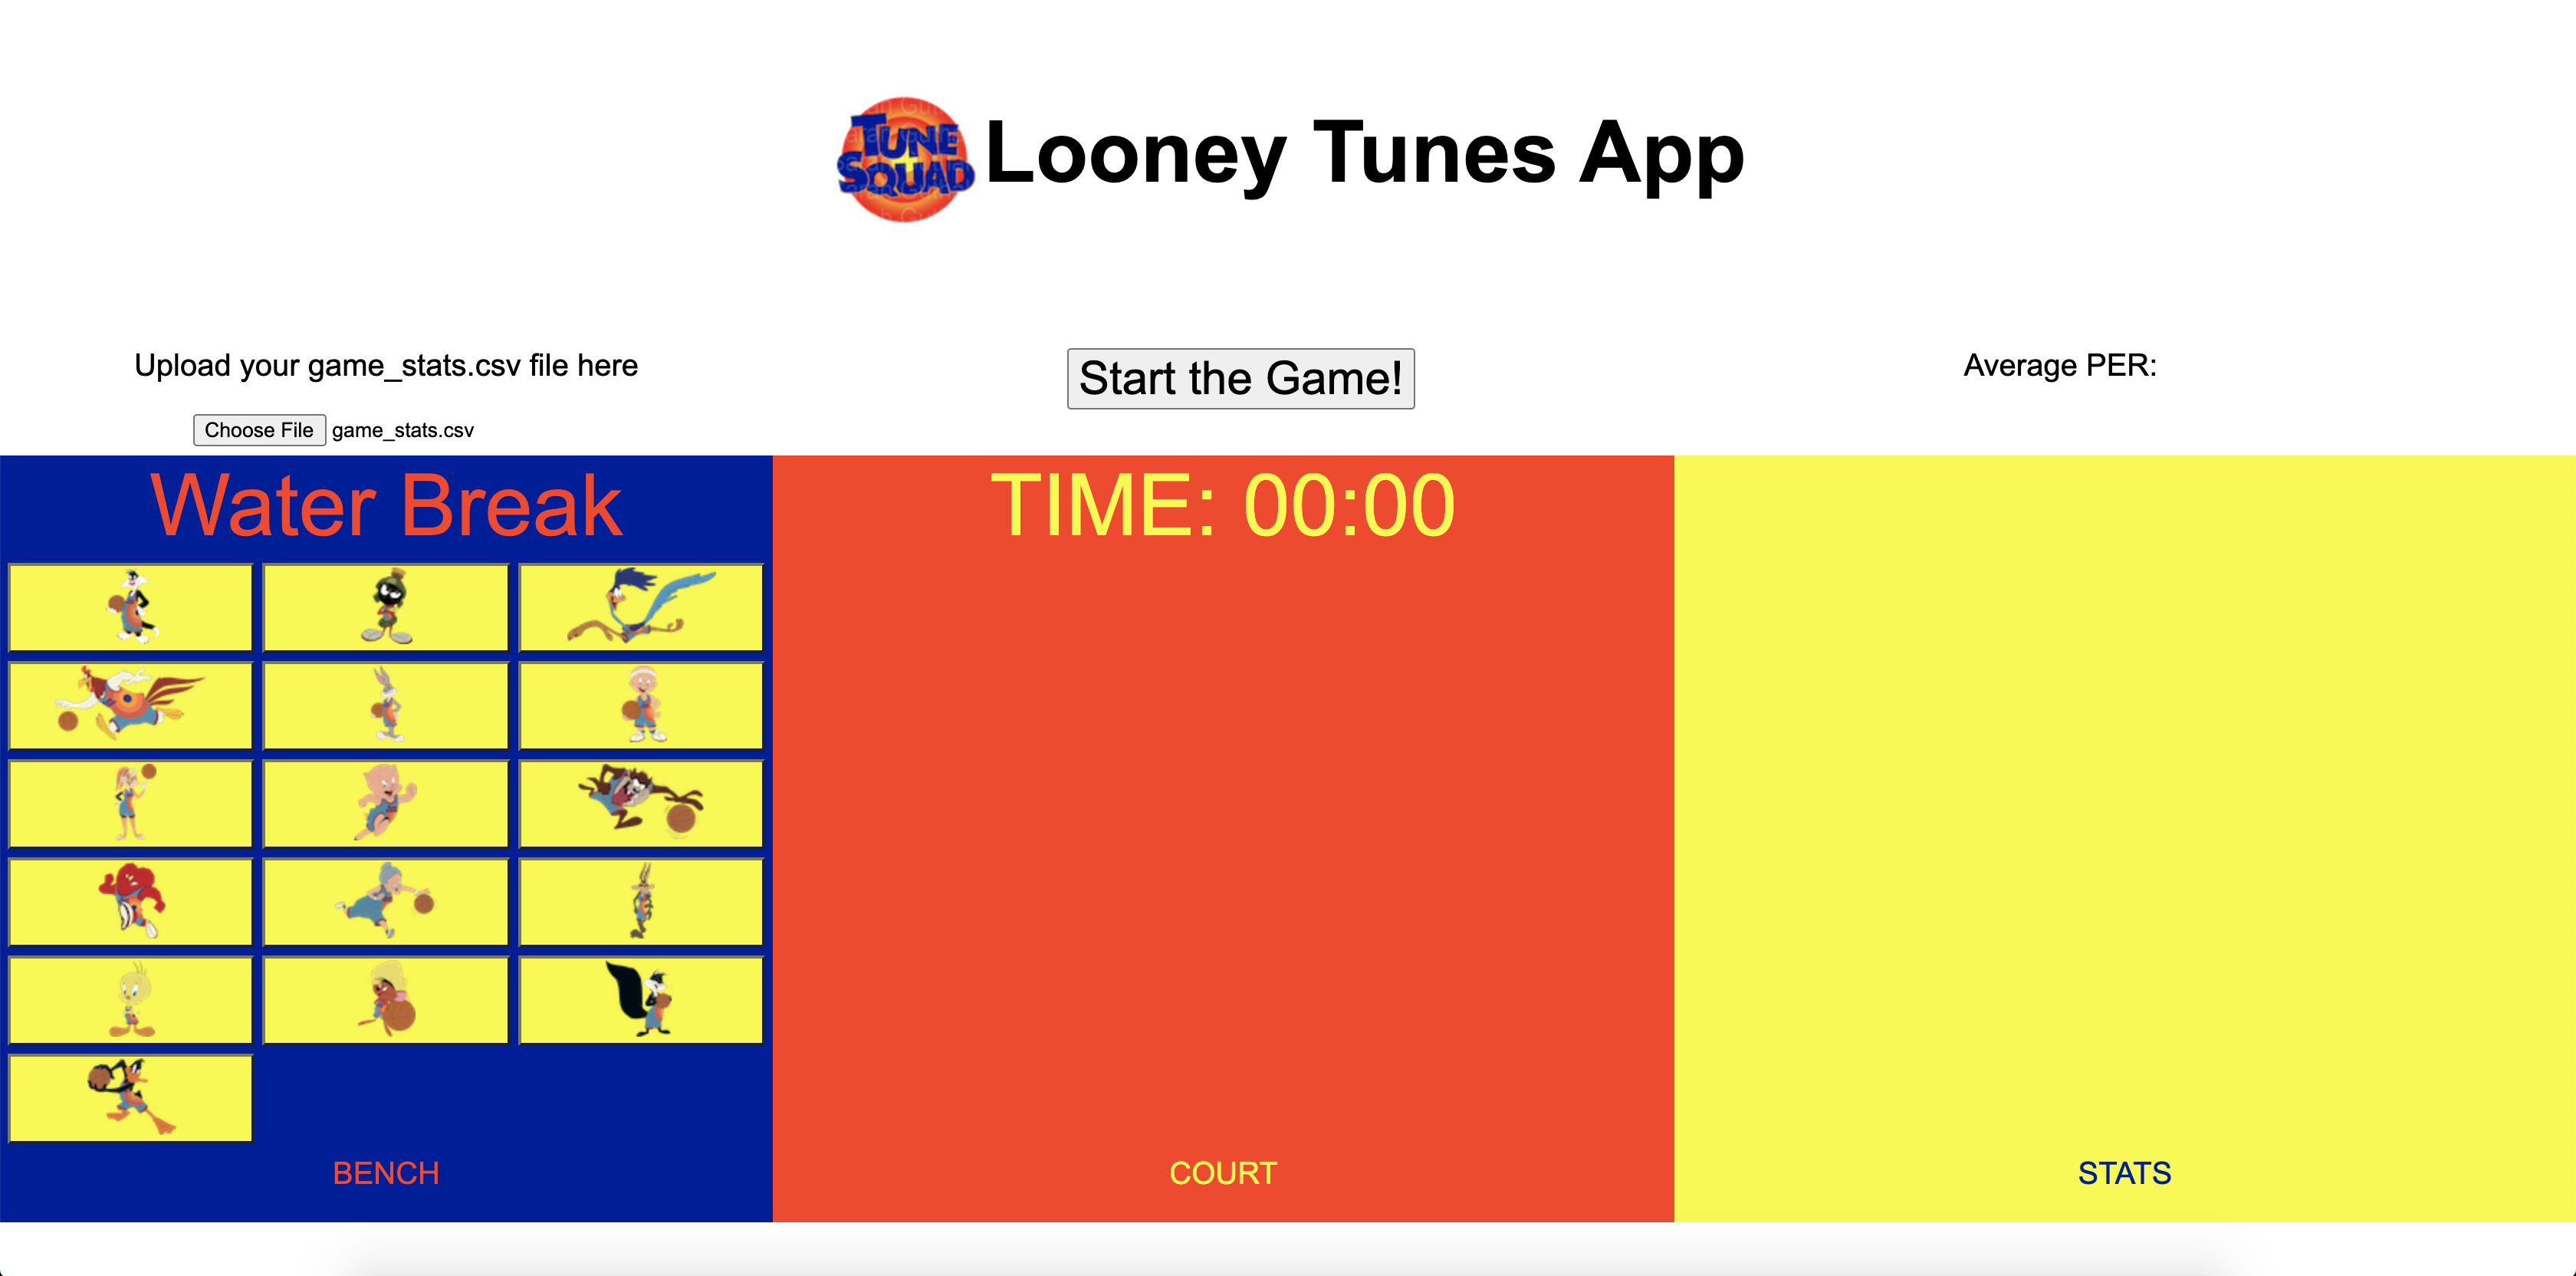 TUNE
SQUAD
Looney Tunes App
Upload your game_stats.csv file here
Start the Game!
Average PER:
Choose File game_stats.csv
Water Break
TIME: 00:00
BENCH
COURT
STATS